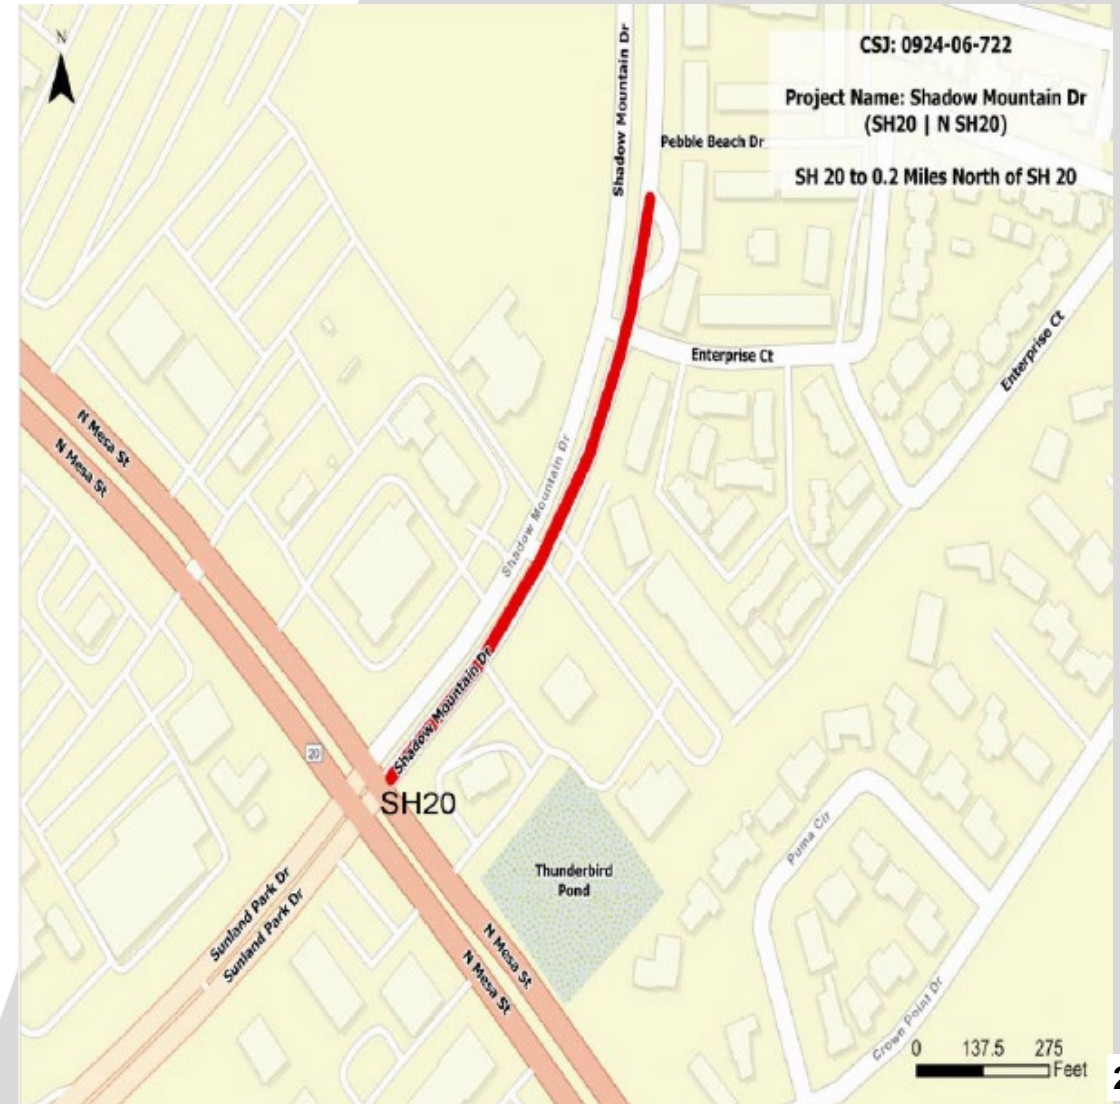 N
CSJ: 0924-06-722
Project Name: Shadow Mountain Dr
(SH20 | N SH20)
SH 20 to 0.2 Miles North of SH 20
Shadow Mountain Dr
Pebble Beach Dr
Enterprise Ct
Enterprise Ct
N Mesa St
N Mesa St
Shadow Mountain Dr
Shadow Mountain Dr
20
SH20
Sunland Park Dr
Sunland Park Dr
Thunderbird
Pond
Puma Cir
N Mesa St
N Mesa St
Crown Point Dr
0 137.5 275
Feet
2